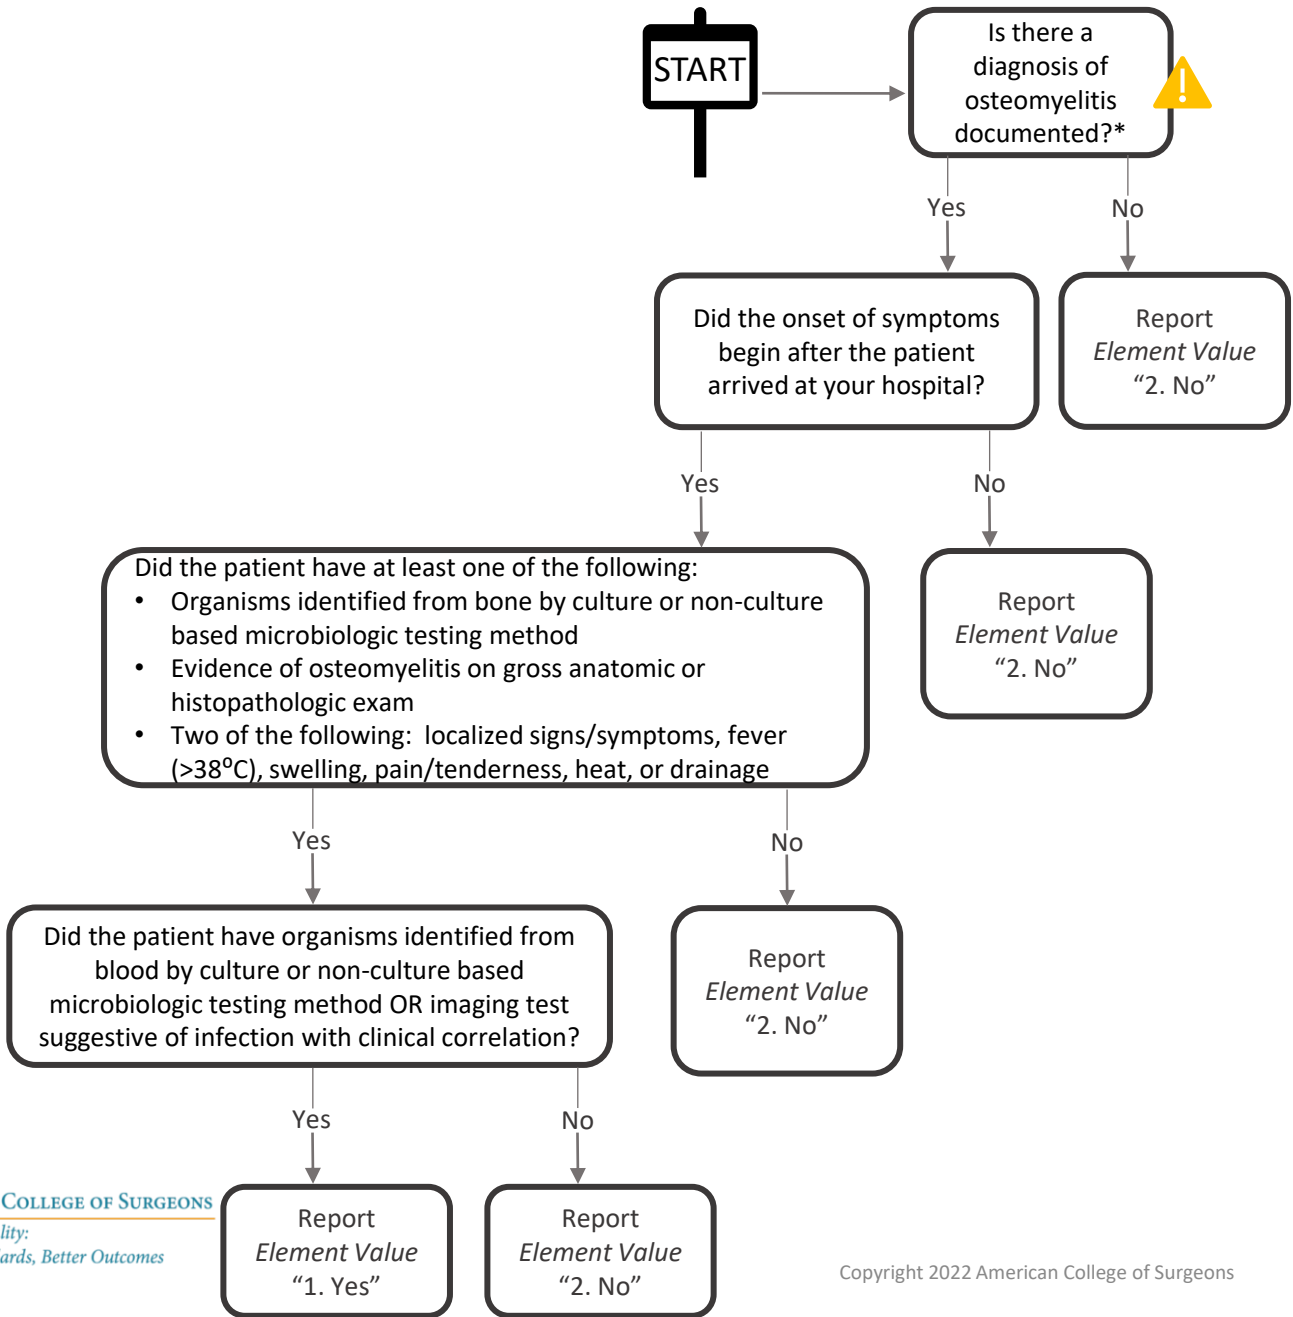 START
Is there a
diagnosis of
osteomyelitis
documented?*
Yes
No
Did the onset of symptoms
begin after the patient
arrived at your hospital?
Report
Element Value
“2. No”
Yes
No
Did the patient have at least one of the following:
• Organisms identified from bone by culture or non-culture
based microbiologic testing method
• Evidence of osteomyelitis on gross anatomic or
histopathologic exam
• Two of the following:  localized signs/symptoms, fever
(>38⁰C), swelling, pain/tenderness, heat, or drainage
Report
Element Value
“2. No”
Yes
No
Did the patient have organisms identified from
blood by culture or non-culture based
microbiologic testing method OR imaging test
suggestive of infection with clinical correlation?
Report
Element Value
“2. No”
Yes
No
Report
Element Value
“1. Yes”
Report
Element Value
“2. No”
COLLEGE OF SURGEONS
lity:
ards, Better Outcomes
Copyright 2022 American College of Surgeons